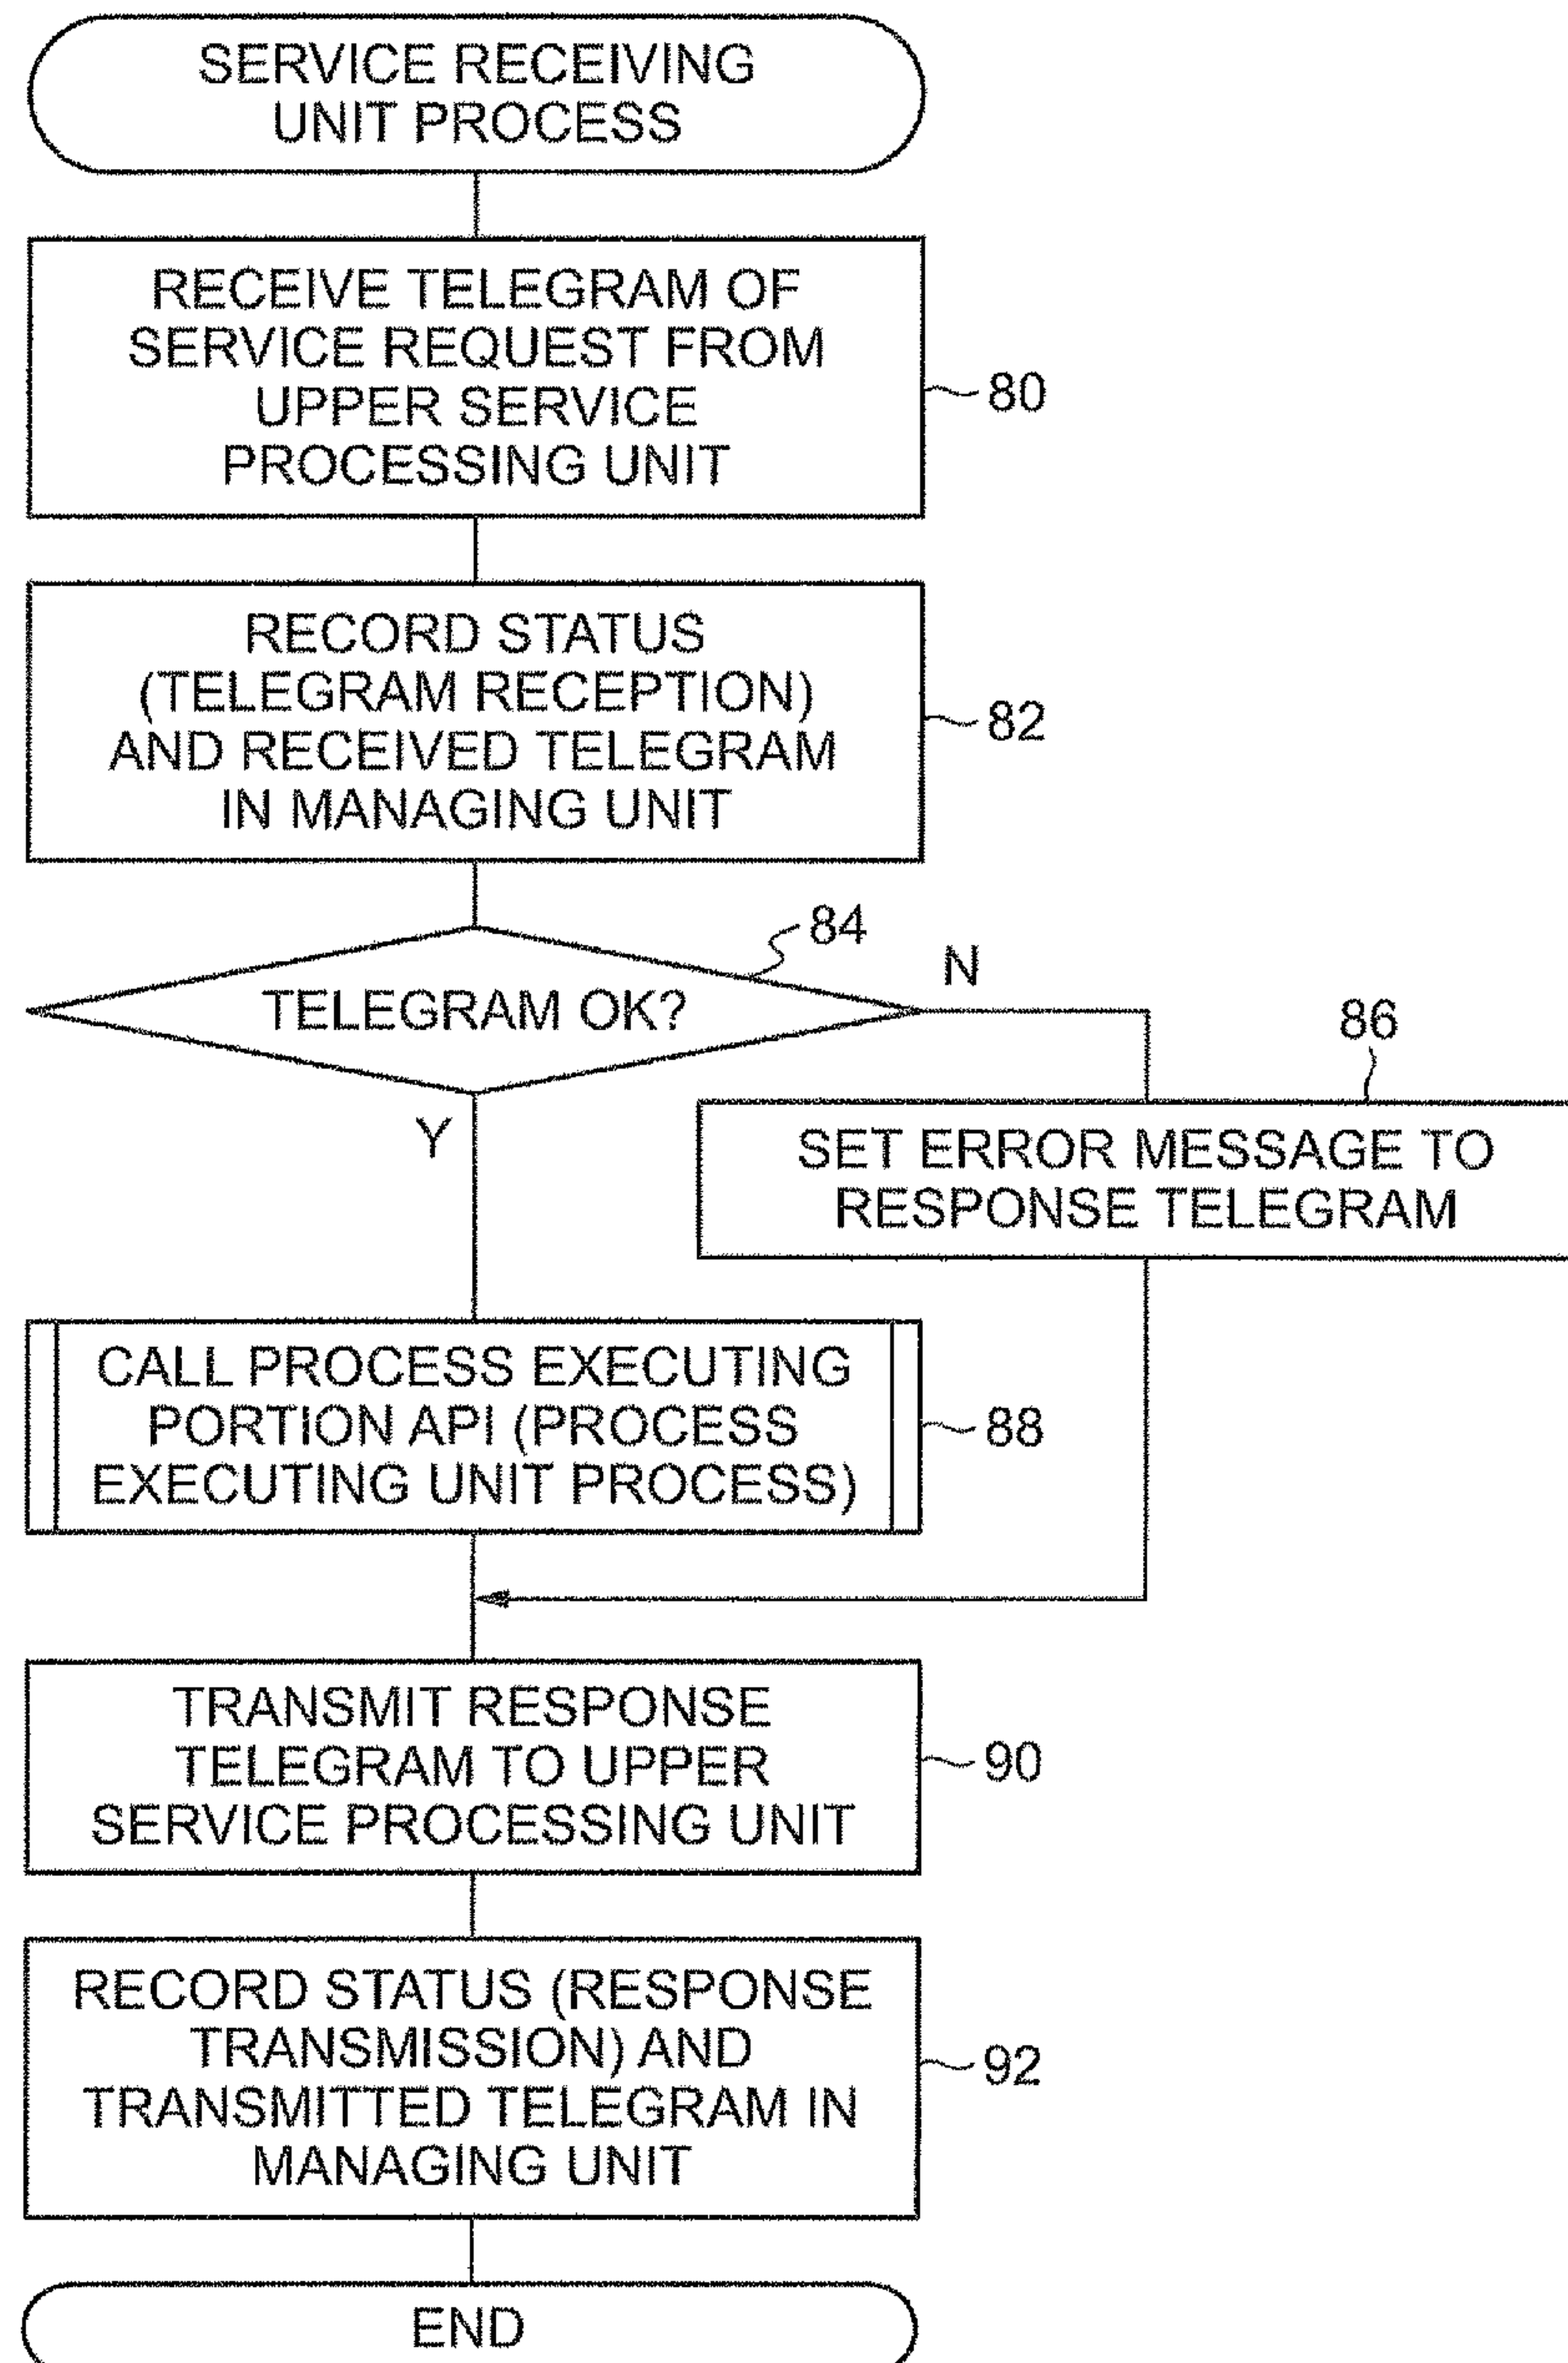 SERVICE RECEIVING
UNIT PROCESS
RECEIVE TELEGRAM OF
SERVICE REQUEST FROM
UPPER SERVICE
PROCESSING UNIT
80
RECORD STATUS
(TELEGRAM RECEPTION)
AND RECEIVED TELEGRAM
IN MANAGING UNIT
82
84
TELEGRAM OK?
N
Y
86
SET ERROR MESSAGE TO
RESPONSE TELEGRAM
CALL PROCESS EXECUTING
PORTION API (PROCESS
EXECUTING UNIT PROCESS)
88
TRANSMIT RESPONSE
TELEGRAM TO UPPER
SERVICE PROCESSING UNIT
90
RECORD STATUS (RESPONSE
TRANSMISSION) AND
TRANSMITTED TELEGRAM IN
MANAGING UNIT
92
END